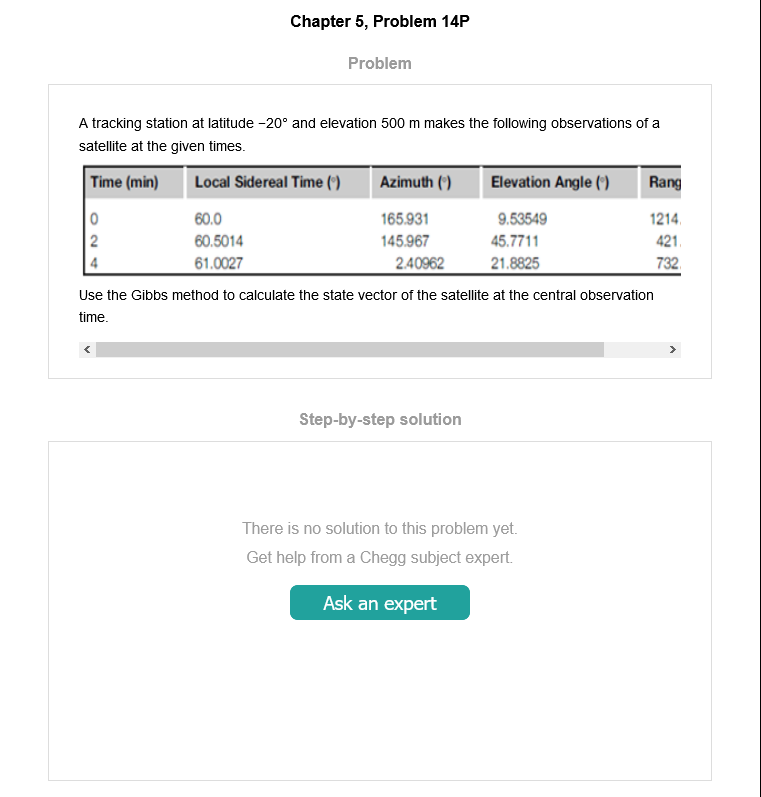 Chapter 5, Problem 14P
Problem
A tracking station at latitude −20° and elevation 500 m makes the following observations of a
satellite at the given times.
Time (min) Local Sidereal Time (°) Azimuth (°) Elevation Angle (°) Rang
0 60.0 165.931 9.53549 1214.
2 60.5014 145.967 45.7711 421.
4 61.0027 2.40962 21.8825 732.
Use the Gibbs method to calculate the state vector of the satellite at the central observation
time.
Step-by-step solution
There is no solution to this problem yet.
Get help from a Chegg subject expert.
Ask an expert